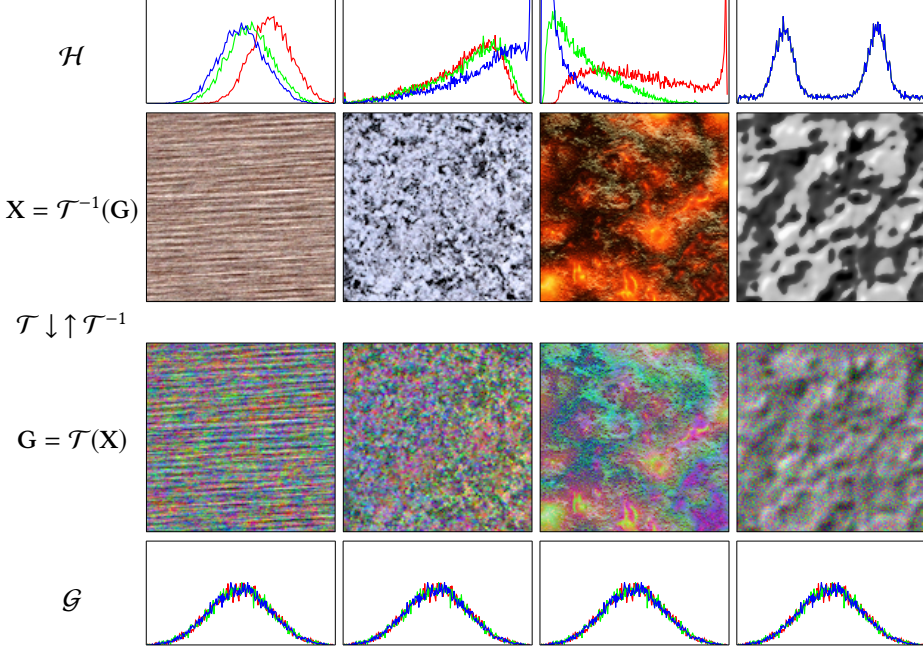 ℋ
X = 𝒯⁻¹(G)
𝒯 ↓ ↑ 𝒯⁻¹
G = 𝒯(X)
𝒢